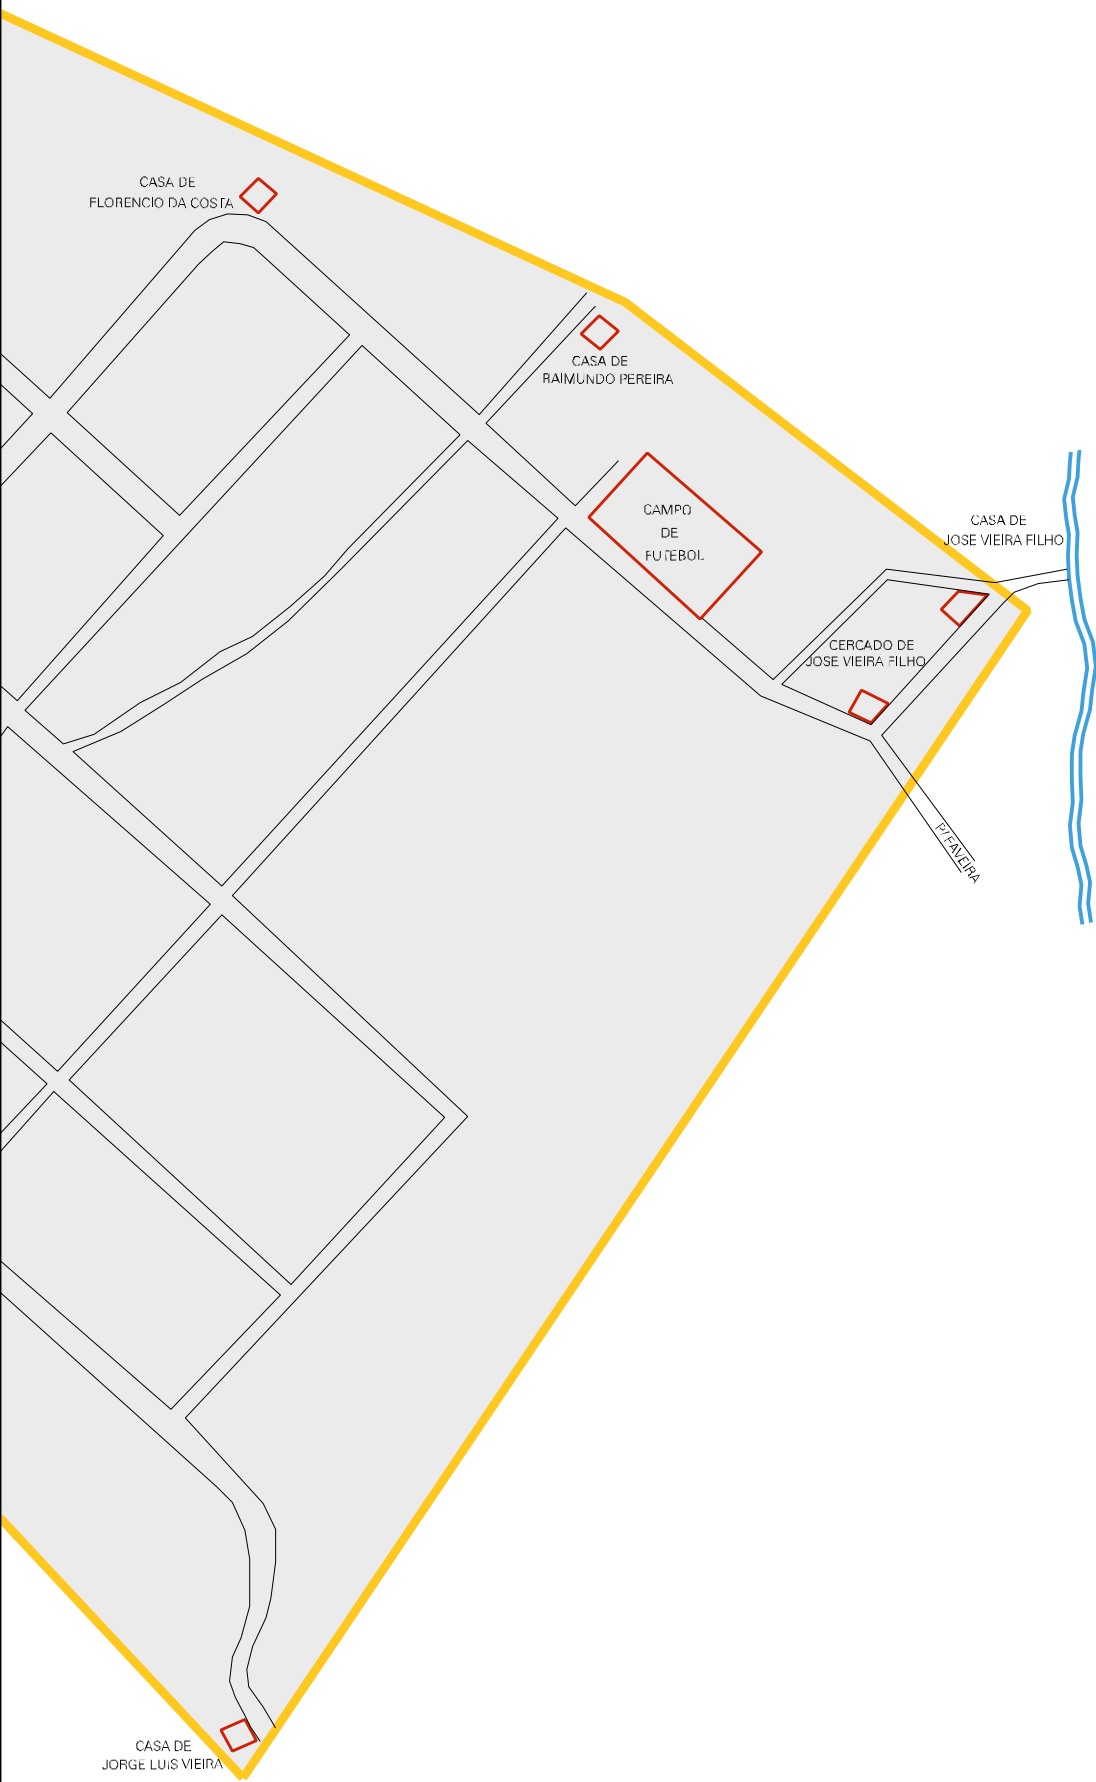 CASA DE
FLORENCIO DA COSTA
CASA DE
RAIMUNDO PEREIRA
CAMPO
DE
FUTEBOL
CASA DE
JOSE VIEIRA FILHO
CERCADO DE
JOSE VIEIRA FILHO
P/ FAVEIRA
CASA DE
JORGE LUIS VIEIRA